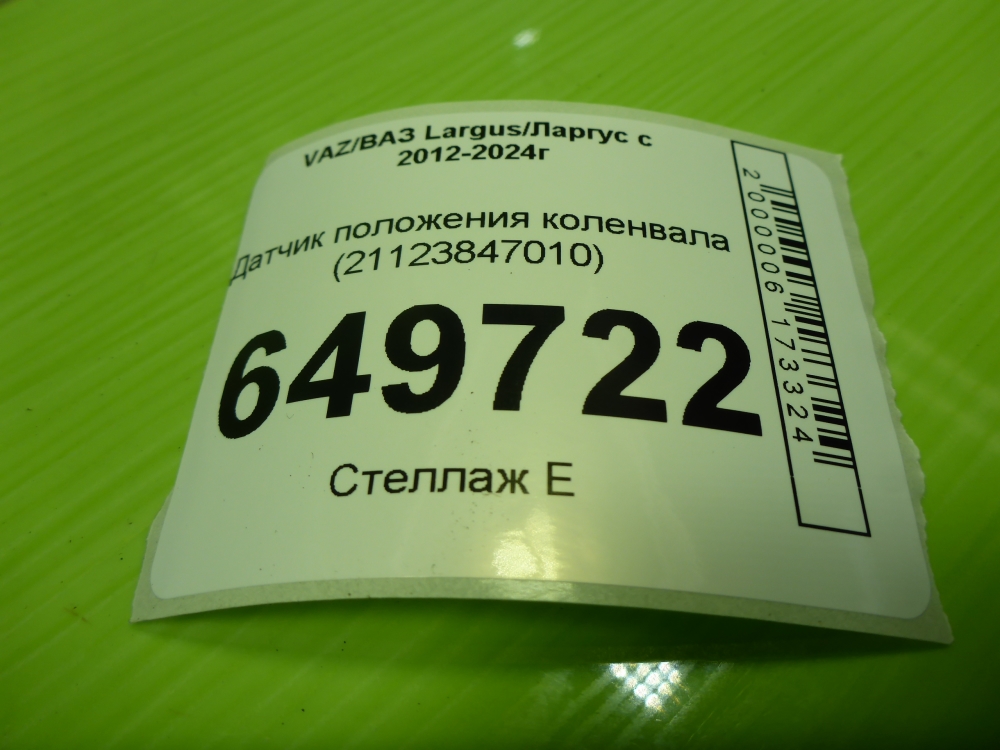 VAZ/ВАЗ Largus/Ларгус с
2012-2024г
Датчик положения коленвала
(21123847010)
649722
Стеллаж Е
2000006173324